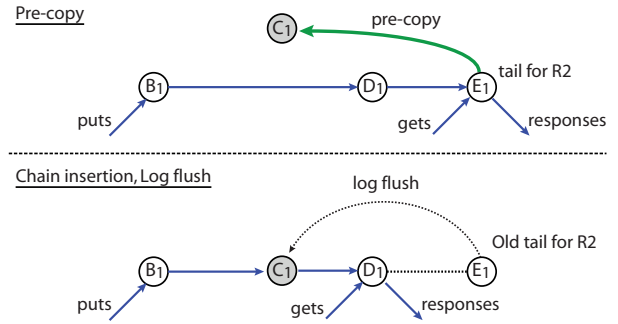 Pre-copy
C1
pre-copy
B1
D1
E1
tail for R2
puts
gets
responses
Chain insertion, Log flush
log flush
Old tail for R2
B1
C1
D1
E1
puts
gets
responses